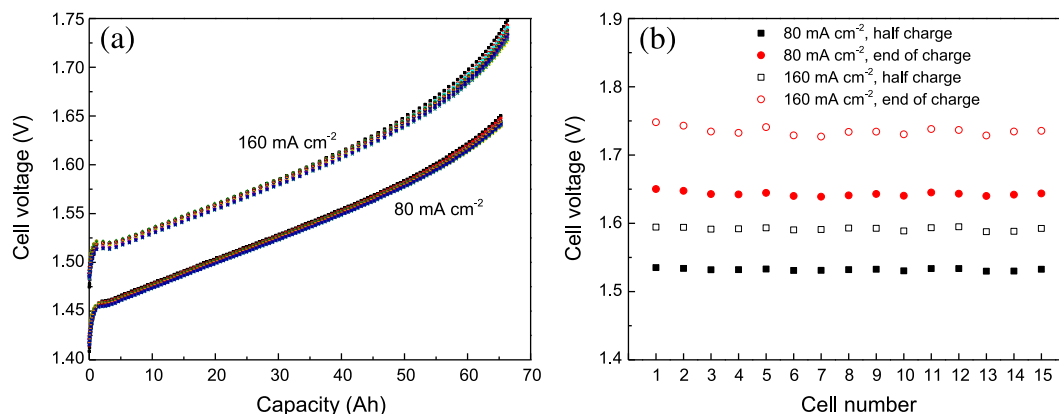 (a)
1.75
1.70
1.65
1.60
1.55
1.50
1.45
1.40
Cell voltage (V)
160 mA cm⁻²
80 mA cm⁻²
0 10 20 30 40 50 60 70
Capacity (Ah)
(b)
1.9
1.8
1.7
1.6
1.5
1.4
Cell voltage (V)
80 mA cm⁻², half charge
80 mA cm⁻², end of charge
160 mA cm⁻², half charge
160 mA cm⁻², end of charge
1 2 3 4 5 6 7 8 9 10 11 12 13 14 15
Cell number